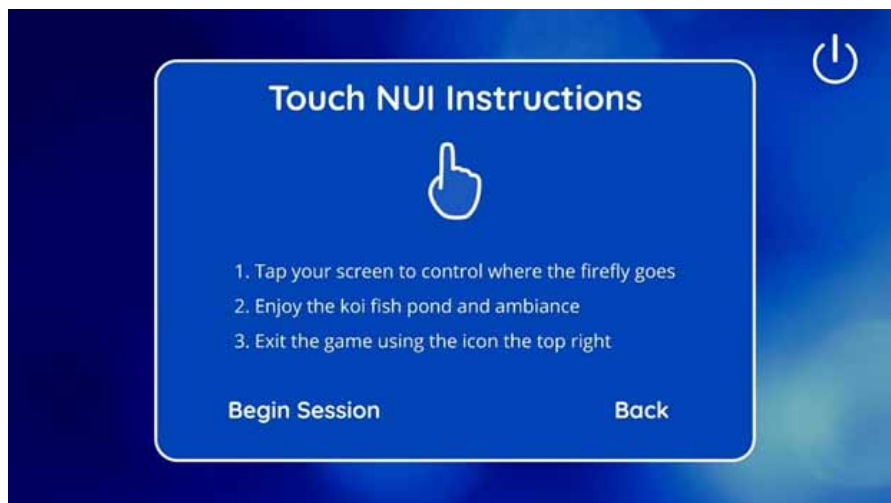 Touch NUI Instructions
1. Tap your screen to control where the firefly goes
2. Enjoy the koi fish pond and ambiance
3. Exit the game using the icon the top right
Begin Session
Back